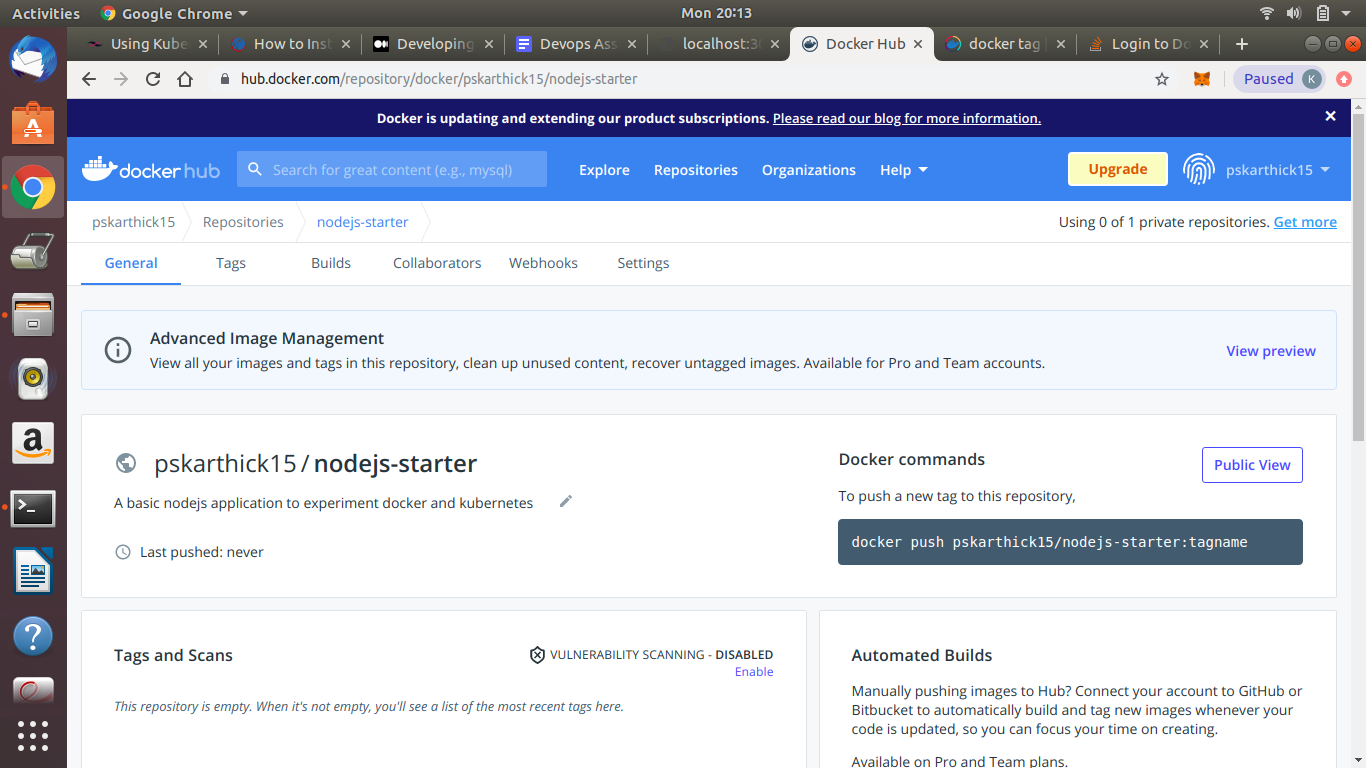 Activities Google Chrome Mon 20:13
Using Kube How to Inst Developing Devops Ass localhost:30 Docker Hub docker tag Login to Do
hub.docker.com/repository/docker/pskarthick15/nodejs-starter Paused K
Docker is updating and extending our product subscriptions. Please read our blog for more information.
docker hub Search for great content (e.g., mysql) Explore Repositories Organizations Help Upgrade pskarthick15
pskarthick15 Repositories nodejs-starter Using 0 of 1 private repositories. Get more
General Tags Builds Collaborators Webhooks Settings
Advanced Image Management
View all your images and tags in this repository, clean up unused content, recover untagged images. Available for Pro and Team accounts.
View preview
pskarthick15 / nodejs-starter
A basic nodejs application to experiment docker and kubernetes
Last pushed: never
Docker commands
Public View
To push a new tag to this repository,
docker push pskarthick15/nodejs-starter:tagname
Tags and Scans
VULNERABILITY SCANNING - DISABLED
Enable
This repository is empty. When it's not empty, you'll see a list of the most recent tags here.
Automated Builds
Manually pushing images to Hub? Connect your account to GitHub or
Bitbucket to automatically build and tag new images whenever your
code is updated, so you can focus your time on creating.
Available on Pro and Team plans.